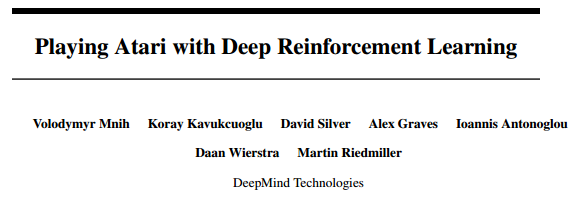 Playing Atari with Deep Reinforcement Learning
Volodymyr Mnih Koray Kavukcuoglu David Silver Alex Graves Ioannis Antonoglou
Daan Wierstra Martin Riedmiller
DeepMind Technologies